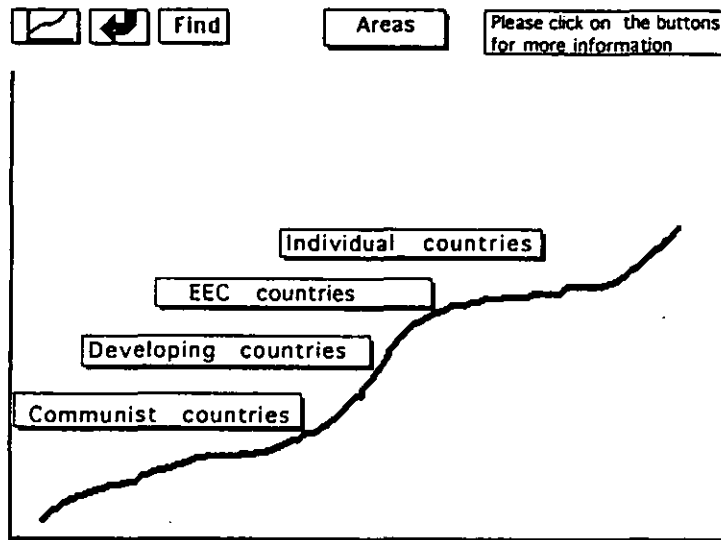 Find
Areas
Please click on the buttons
for more information
Individual countries
EEC countries
Developing countries
Communist countries